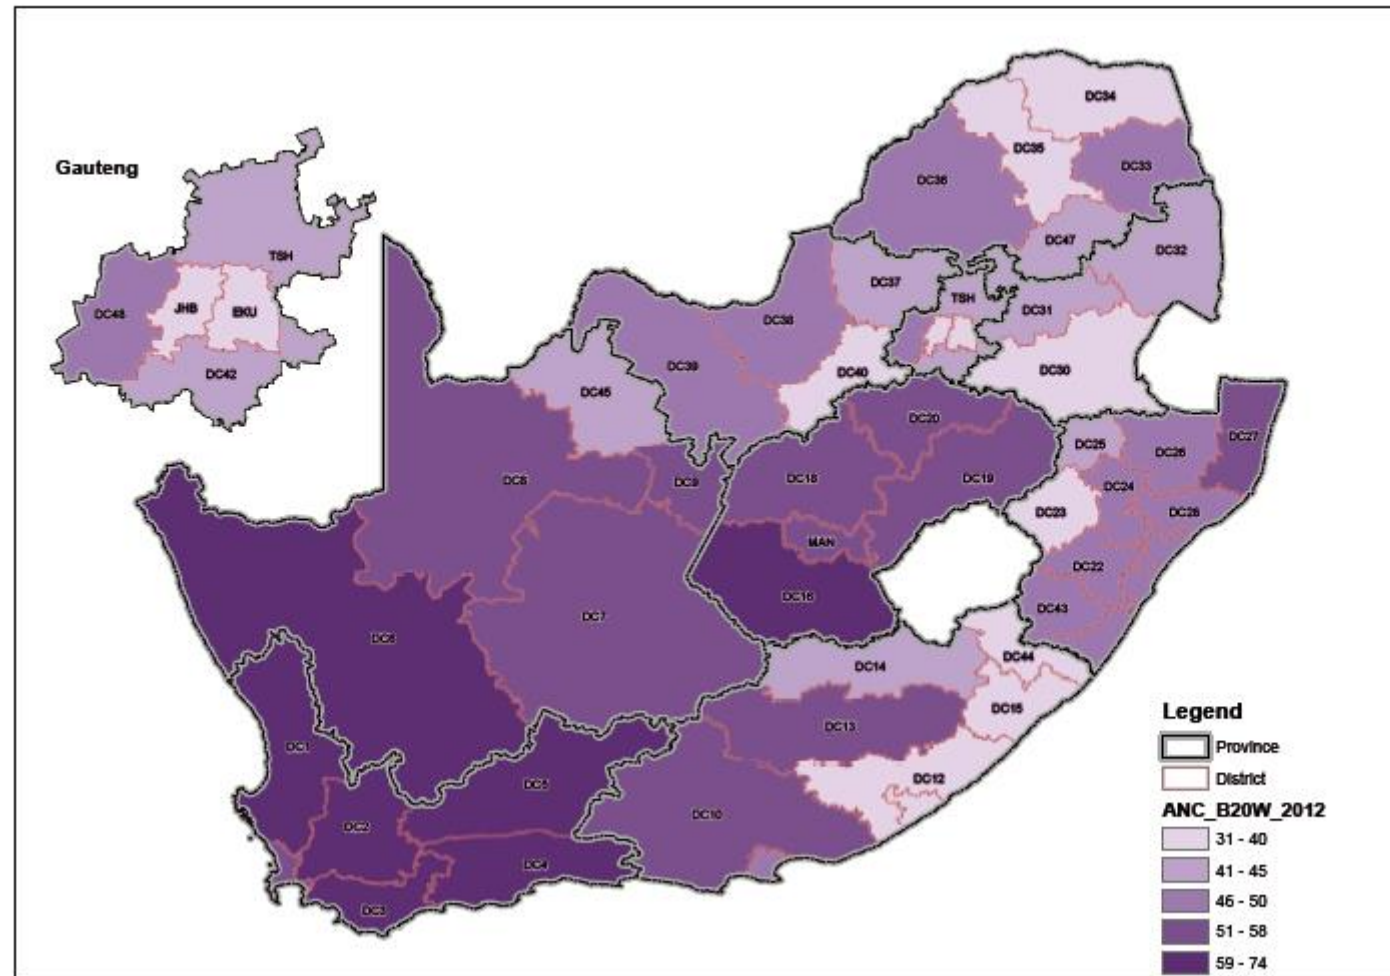 Gauteng
TSH
DC48
JHB
EKU
DC42
DC34
DC35
DC33
DC36
DC47
DC32
DC37
TSH
DC31
DC38
DC30
DC40
DC39
DC45
DC20
DC25
DC26
DC27
DC8
DC9
DC18
DC19
DC24
DC23
DC28
MAN
DC22
DC16
DC43
DC7
DC6
DC44
DC14
DC15
DC13
DC1
DC12
DC5
DC10
DC2
DC4
DC3
Legend
Province
District
ANC_B20W_2012
31 - 40
41 - 45
46 - 50
51 - 58
59 - 74